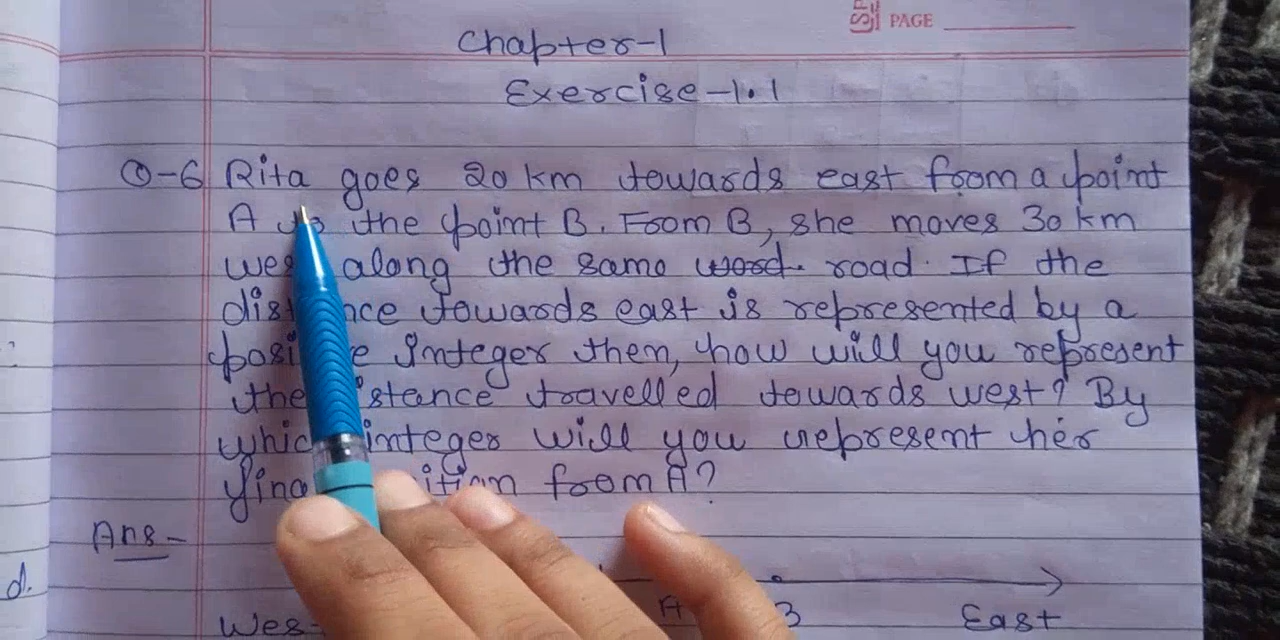 PAGE
Chapter-1
Exercise-1.1
Q-6 Rita goes 20 km towards east from a point
A the point B. From B, she moves 30 km
along the same word road. If the
towards east is represented by a
Integer then, how will you represent
the travelled towards west? By
integer will you represent her
from A?
Ans-
d.
A B East